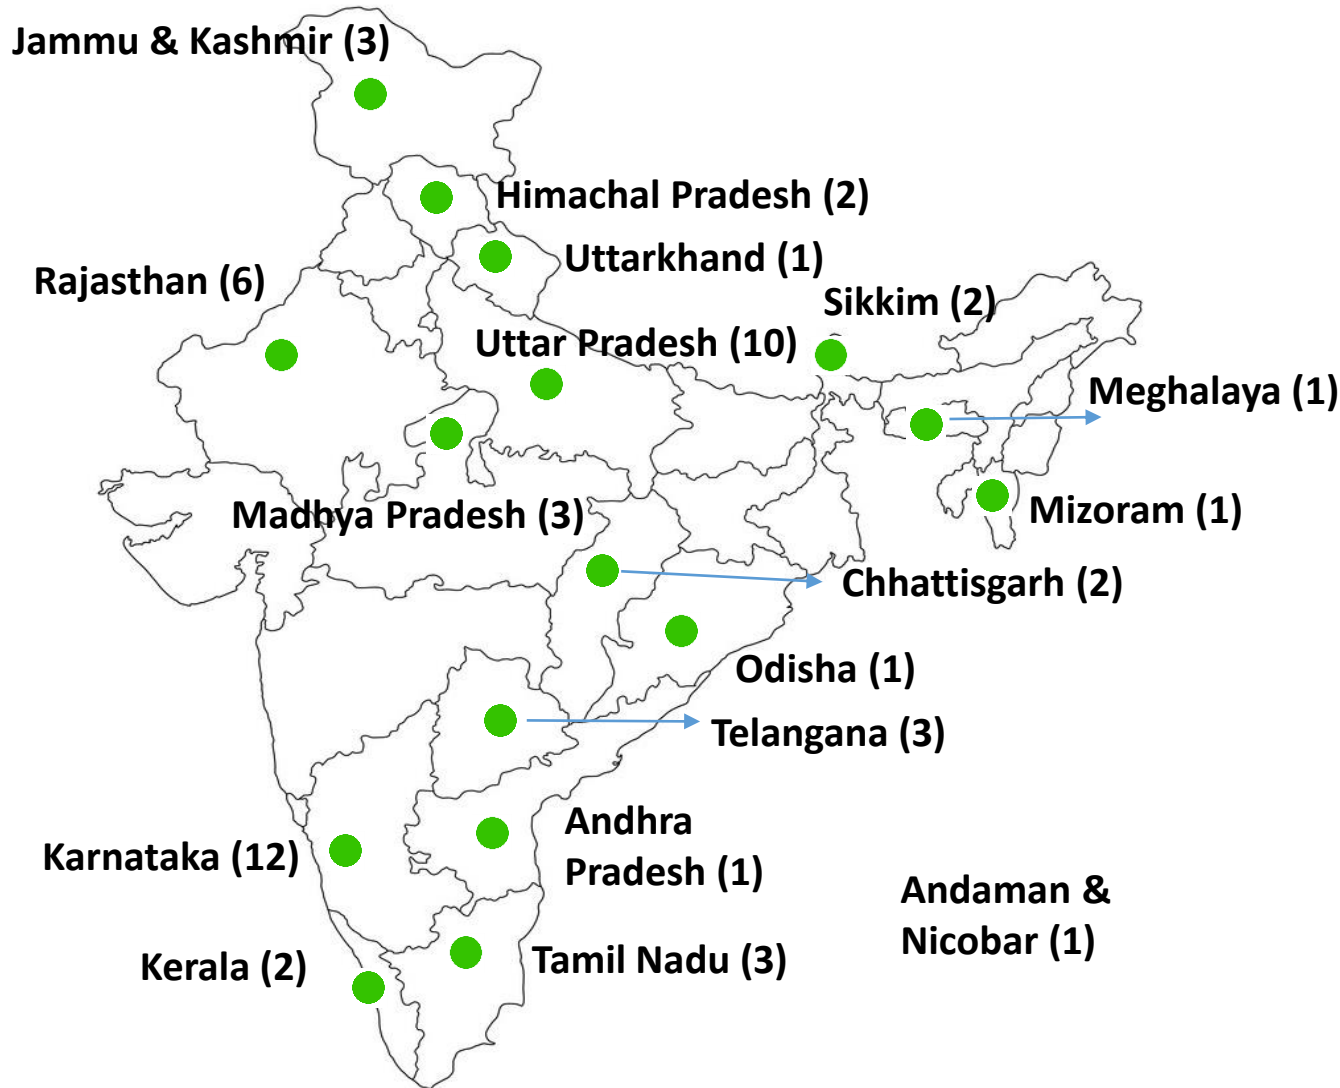 Jammu & Kashmir (3)
Himachal Pradesh (2)
Uttarkhand (1)
Rajasthan (6)
Sikkim (2)
Uttar Pradesh (10)
Meghalaya (1)
Madhya Pradesh (3)
Mizoram (1)
Chhattisgarh (2)
Odisha (1)
Telangana (3)
Andhra
Pradesh (1)
Karnataka (12)
Andaman &
Nicobar (1)
Kerala (2)
Tamil Nadu (3)